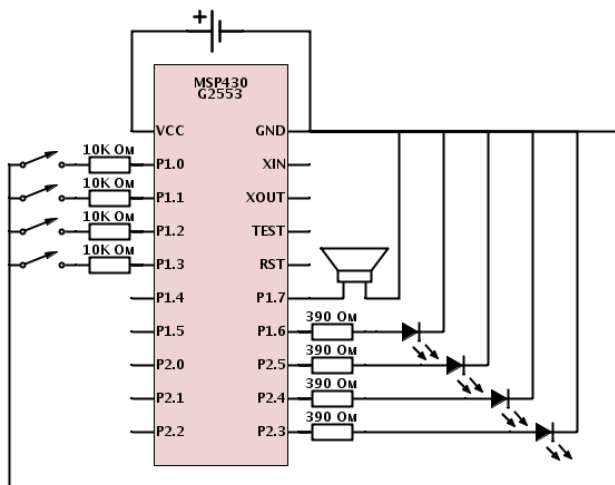 +
MSP430
G2553
VCC
GND
10K Ом
P1.0
XIN
10K Ом
P1.1
XOUT
10K Ом
P1.2
TEST
10K Ом
P1.3
RST
P1.4
P1.7
390 Ом
P1.5
P1.6
390 Ом
P2.0
P2.5
390 Ом
P2.1
P2.4
390 Ом
P2.2
P2.3